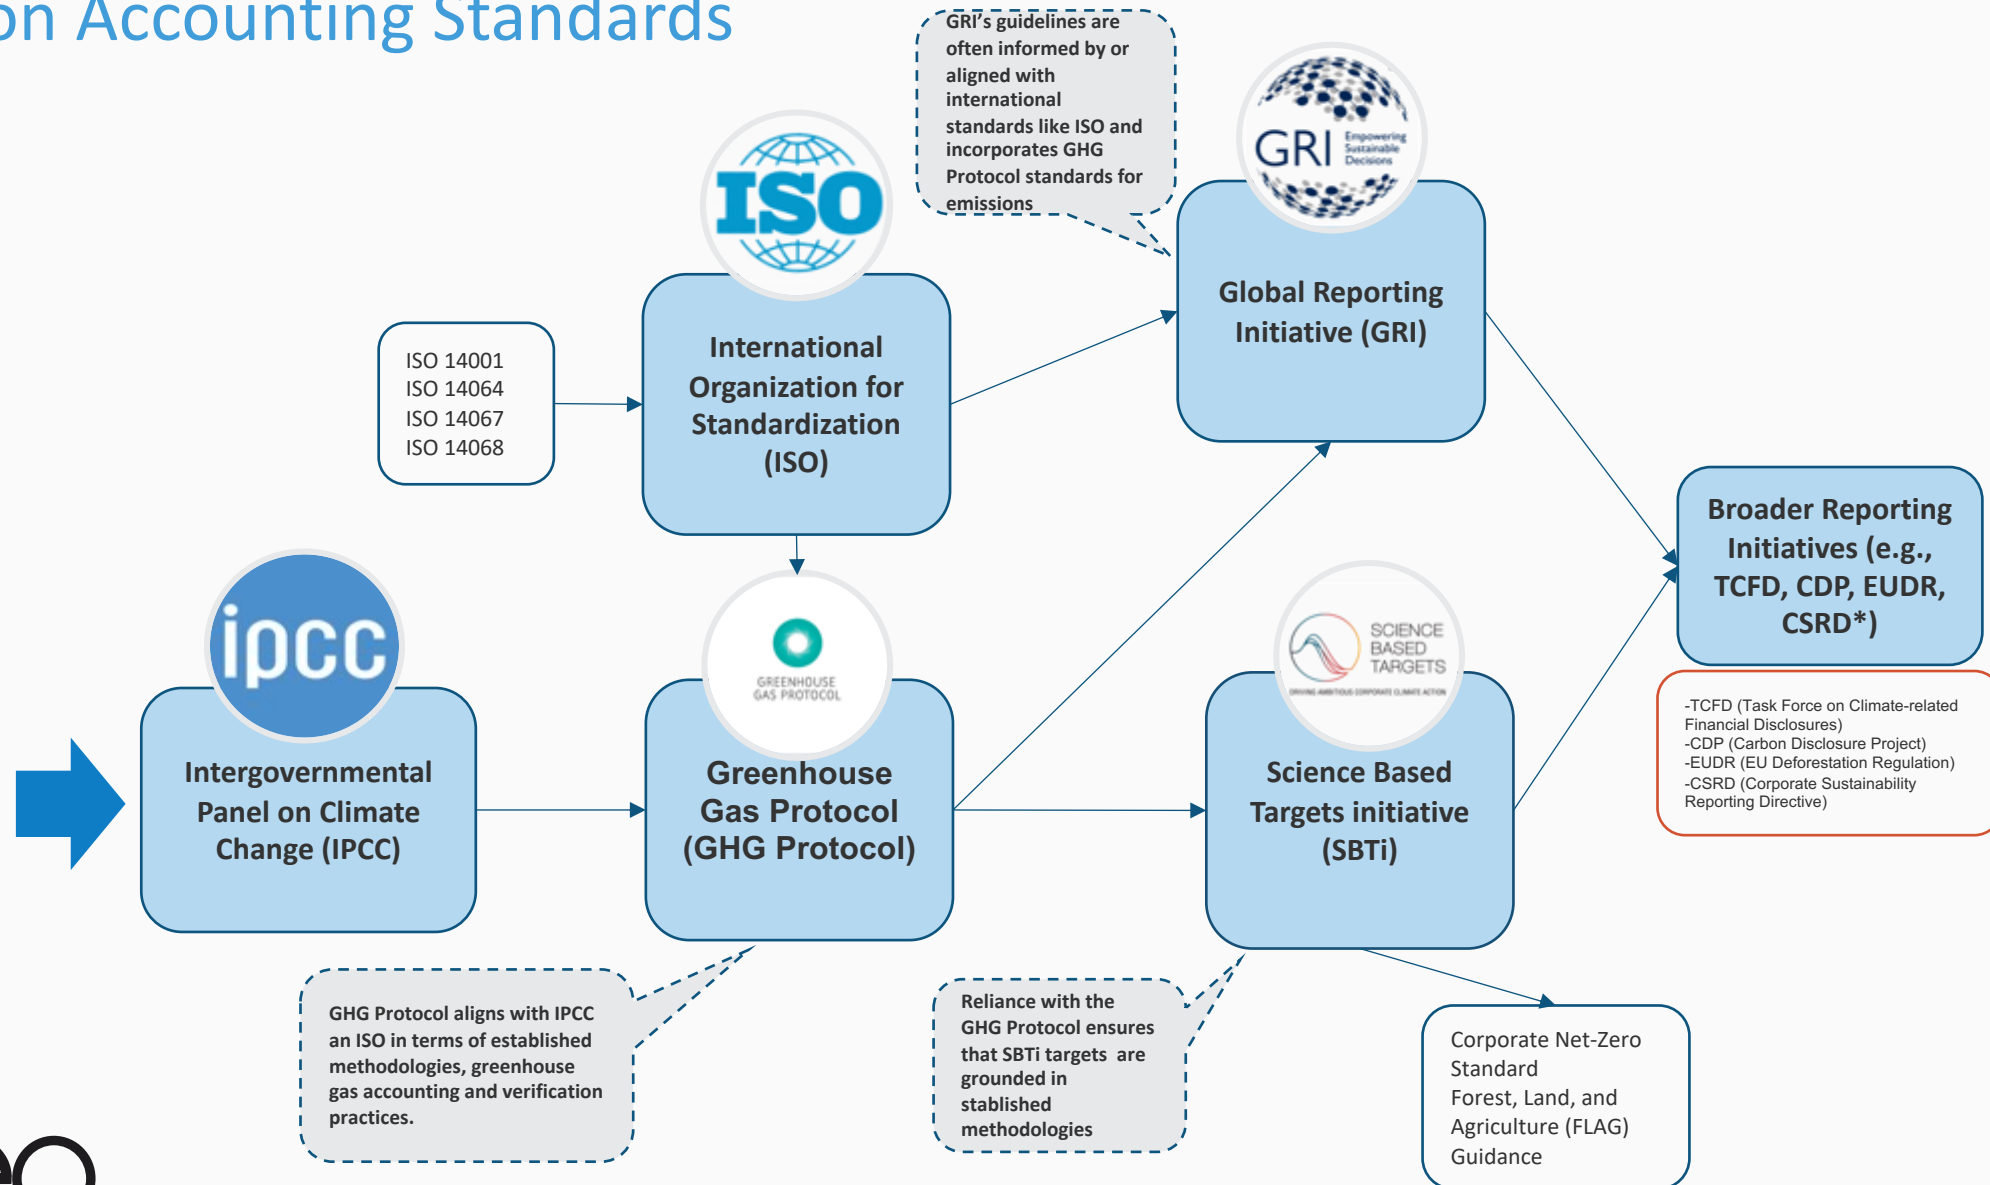 on Accounting Standards
GRI's guidelines are
often informed by or
aligned with
international
standards like ISO and
incorporates GHG
Protocol standards for
emissions
GRI
Empowering
Sustainable
Decisions
Global Reporting
Initiative (GRI)
ISO
International
Organization for
Standardization
(ISO)
ISO 14001
ISO 14064
ISO 14067
ISO 14068
Broader Reporting
Initiatives (e.g.,
TCFD, CDP, EUDR,
CSRD*)
-TCFD (Task Force on Climate-related
Financial Disclosures)
-CDP (Carbon Disclosure Project)
-EUDR (EU Deforestation Regulation)
-CSRD (Corporate Sustainability
Reporting Directive)
ipcc
Intergovernmental
Panel on Climate
Change (IPCC)
GREENHOUSE
GAS PROTOCOL
Greenhouse
Gas Protocol
(GHG Protocol)
SCIENCE
BASED
TARGETS
DRIVING AMBITIOUS CORPORATE CLIMATE ACTION
Science Based
Targets initiative
(SBTi)
GHG Protocol aligns with IPCC
an ISO in terms of established
methodologies, greenhouse
gas accounting and verification
practices.
Reliance with the
GHG Protocol ensures
that SBTi targets  are
grounded in
stablished
methodologies
Corporate Net-Zero
Standard
Forest, Land, and
Agriculture (FLAG)
Guidance